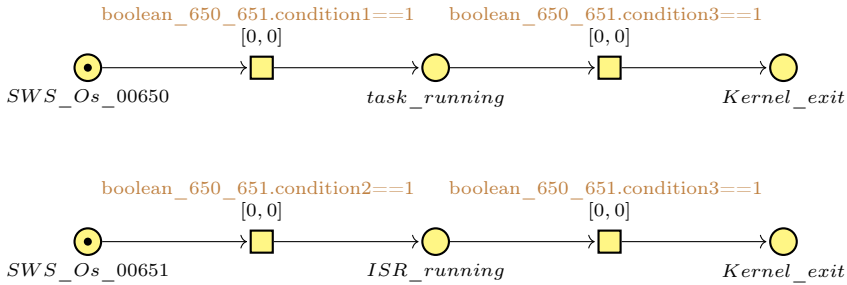 boolean_650_651.condition1==1 boolean_650_651.condition3==1
[0, 0] [0, 0]
SWS_Os_00650 task_running Kernel_exit
boolean_650_651.condition2==1 boolean_650_651.condition3==1
[0, 0] [0, 0]
SWS_Os_00651 ISR_running Kernel_exit